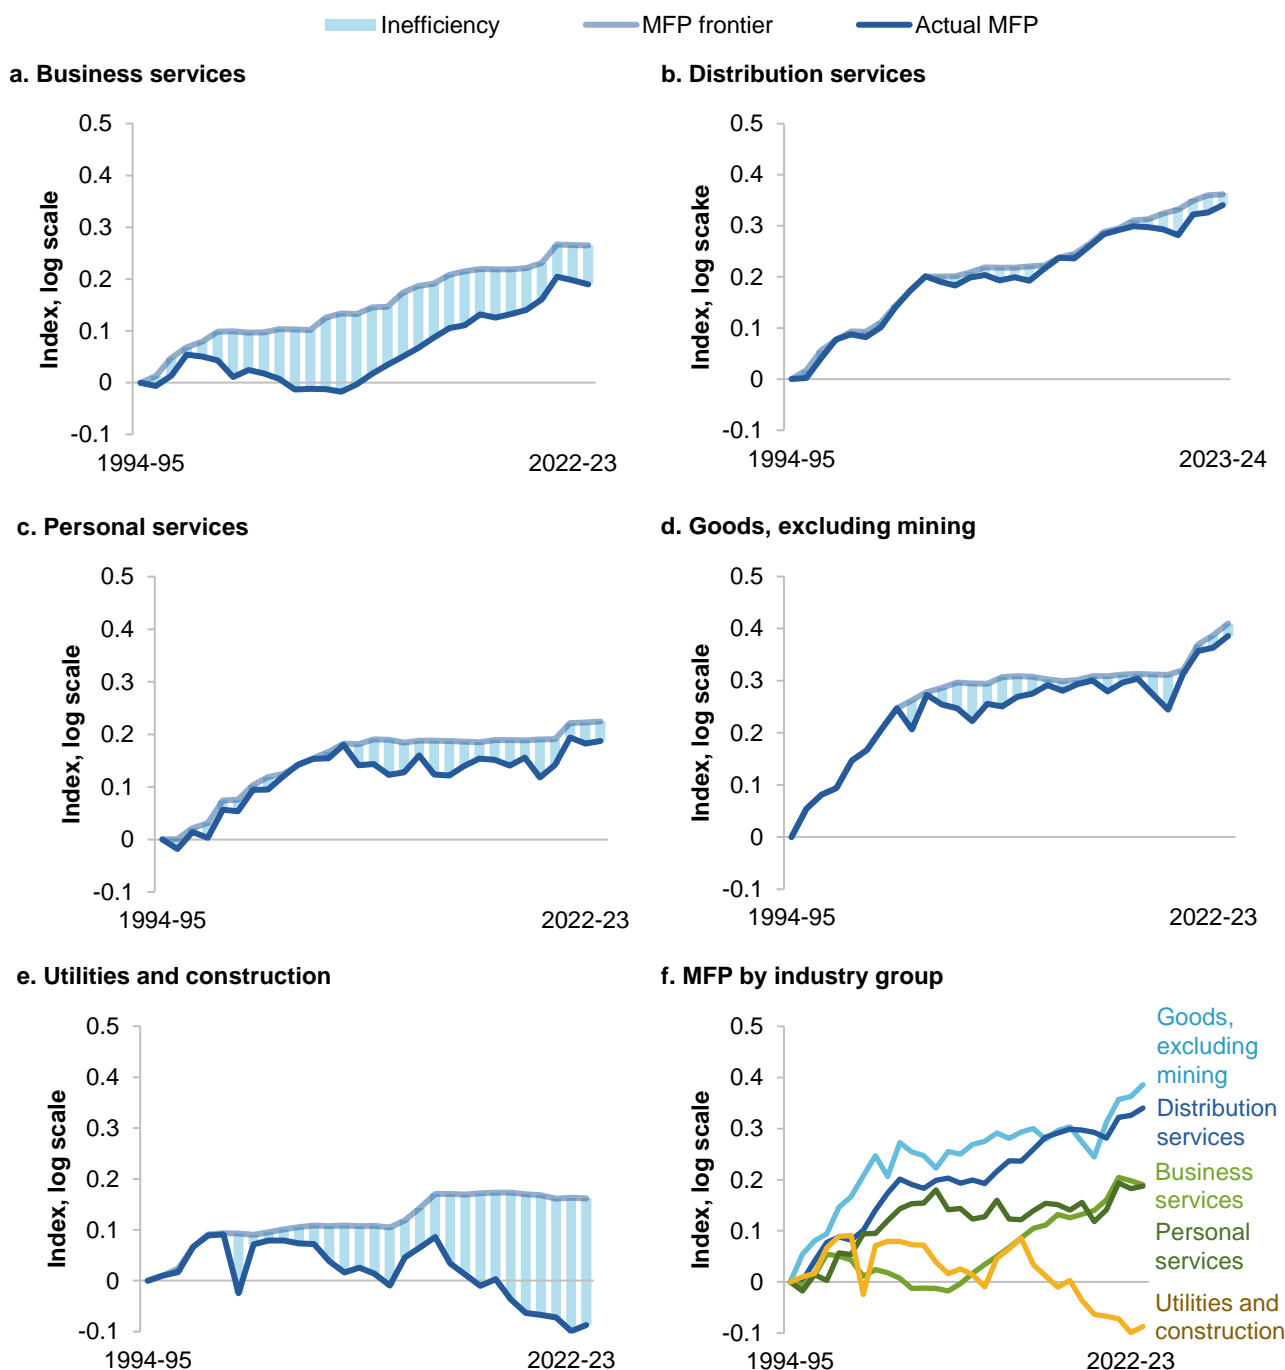 Inefficiency MFP frontier Actual MFP
a. Business services
Index, log scale
0.5
0.4
0.3
0.2
0.1
0
-0.1
1994-95 2022-23
b. Distribution services
Index, log scake
0.5
0.4
0.3
0.2
0.1
0
-0.1
1994-95 2023-24
c. Personal services
Index, log scale
0.5
0.4
0.3
0.2
0.1
0
-0.1
1994-95 2022-23
d. Goods, excluding mining
Index, log scale
0.5
0.4
0.3
0.2
0.1
0
-0.1
1994-95 2022-23
e. Utilities and construction
Index, log scale
0.5
0.4
0.3
0.2
0.1
0
-0.1
1994-95 2022-23
f. MFP by industry group
Index, log scale
0.5
0.4
0.3
0.2
0.1
0
-0.1
1994-95 2022-23
Goods,
excluding
mining
Distribution
services
Business
services
Personal
services
Utilities and
construction